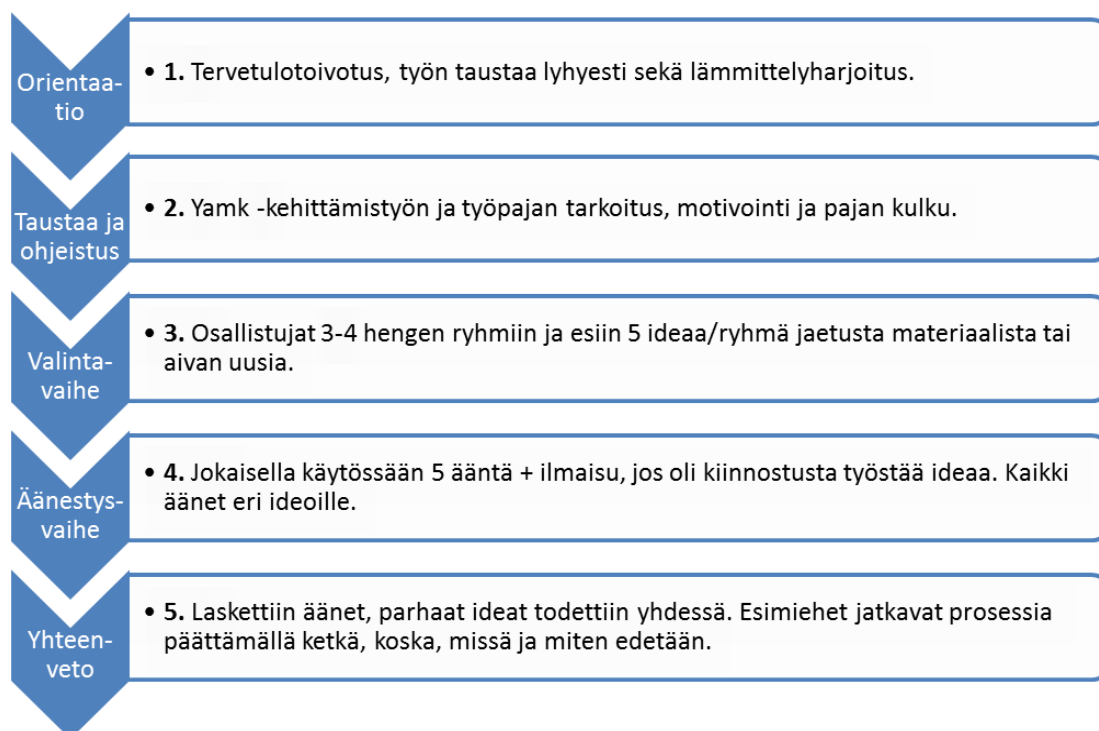 Orientaa-
tio
• 1. Tervetulotoivotus, työn taustaa lyhyesti sekä lämmittelyharjoitus.
Taustaa ja
ohjeistus
• 2. Yamk -kehittämistyön ja työpajan tarkoitus, motivointi ja pajan kulku.
Valinta-
vaihe
• 3. Osallistujat 3-4 hengen ryhmiin ja esiin 5 ideaa/ryhmä jaetusta materiaalista tai
aivan uusia.
Äänestys-
vaihe
• 4. Jokaisella käytössään 5 ääntä + ilmaisu, jos oli kiinnostusta työstää ideaa. Kaikki
äänet eri ideoille.
Yhteen-
veto
• 5. Laskettiin äänet, parhaat ideat todettiin yhdessä. Esimiehet jatkavat prosessia
päättämällä ketkä, koska, missä ja miten edetään.